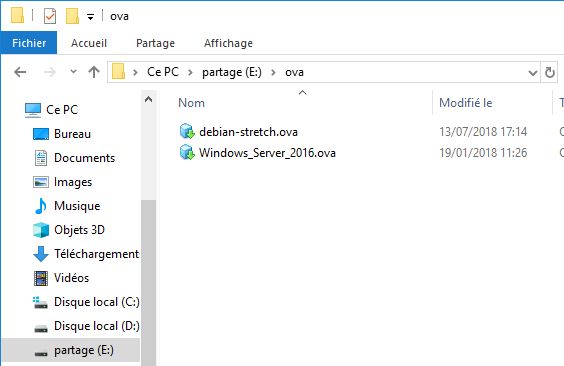 ova
Fichier Accueil Partage Affichage
Ce PC partage (E:) ova
Ce PC
Bureau
Documents
Images
Musique
Objets 3D
Téléchargement
Vidéos
Disque local (C:)
Disque local (D:)
partage (E:)
Nom Modifié le
debian-stretch.ova 13/07/2018 17:14
Windows_Server_2016.ova 19/01/2018 11:26